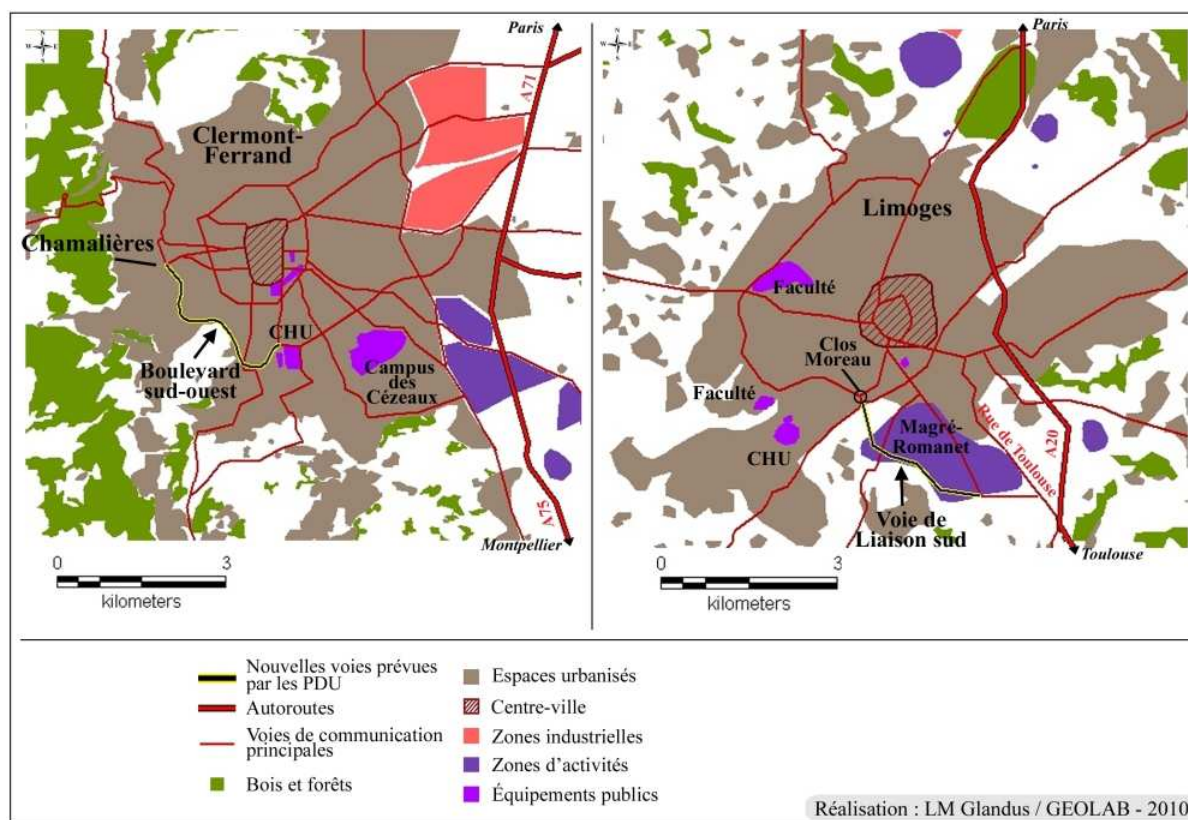 Paris
N
W
E
S
A71
Clermont-
Ferrand
Chamalières
CHU
Boulevard
sud-ouest
Campus
des
Cézeaux
A75
Montpellier
0
3
kilometers
Paris
N
W
E
S
Limoges
Faculté
Clos
Moreau
Faculté
CHU
Magré-
Romanet
Rue de Toulouse
A20
Voie de
Liaison sud
Toulouse
0
3
kilometers
Nouvelles voies prévues
par les PDU
Autoroutes
Voies de communication
principales
Bois et forêts
Espaces urbanisés
Centre-ville
Zones industrielles
Zones d’activités
Équipements publics
Réalisation : LM Glandus / GEOLAB - 2010